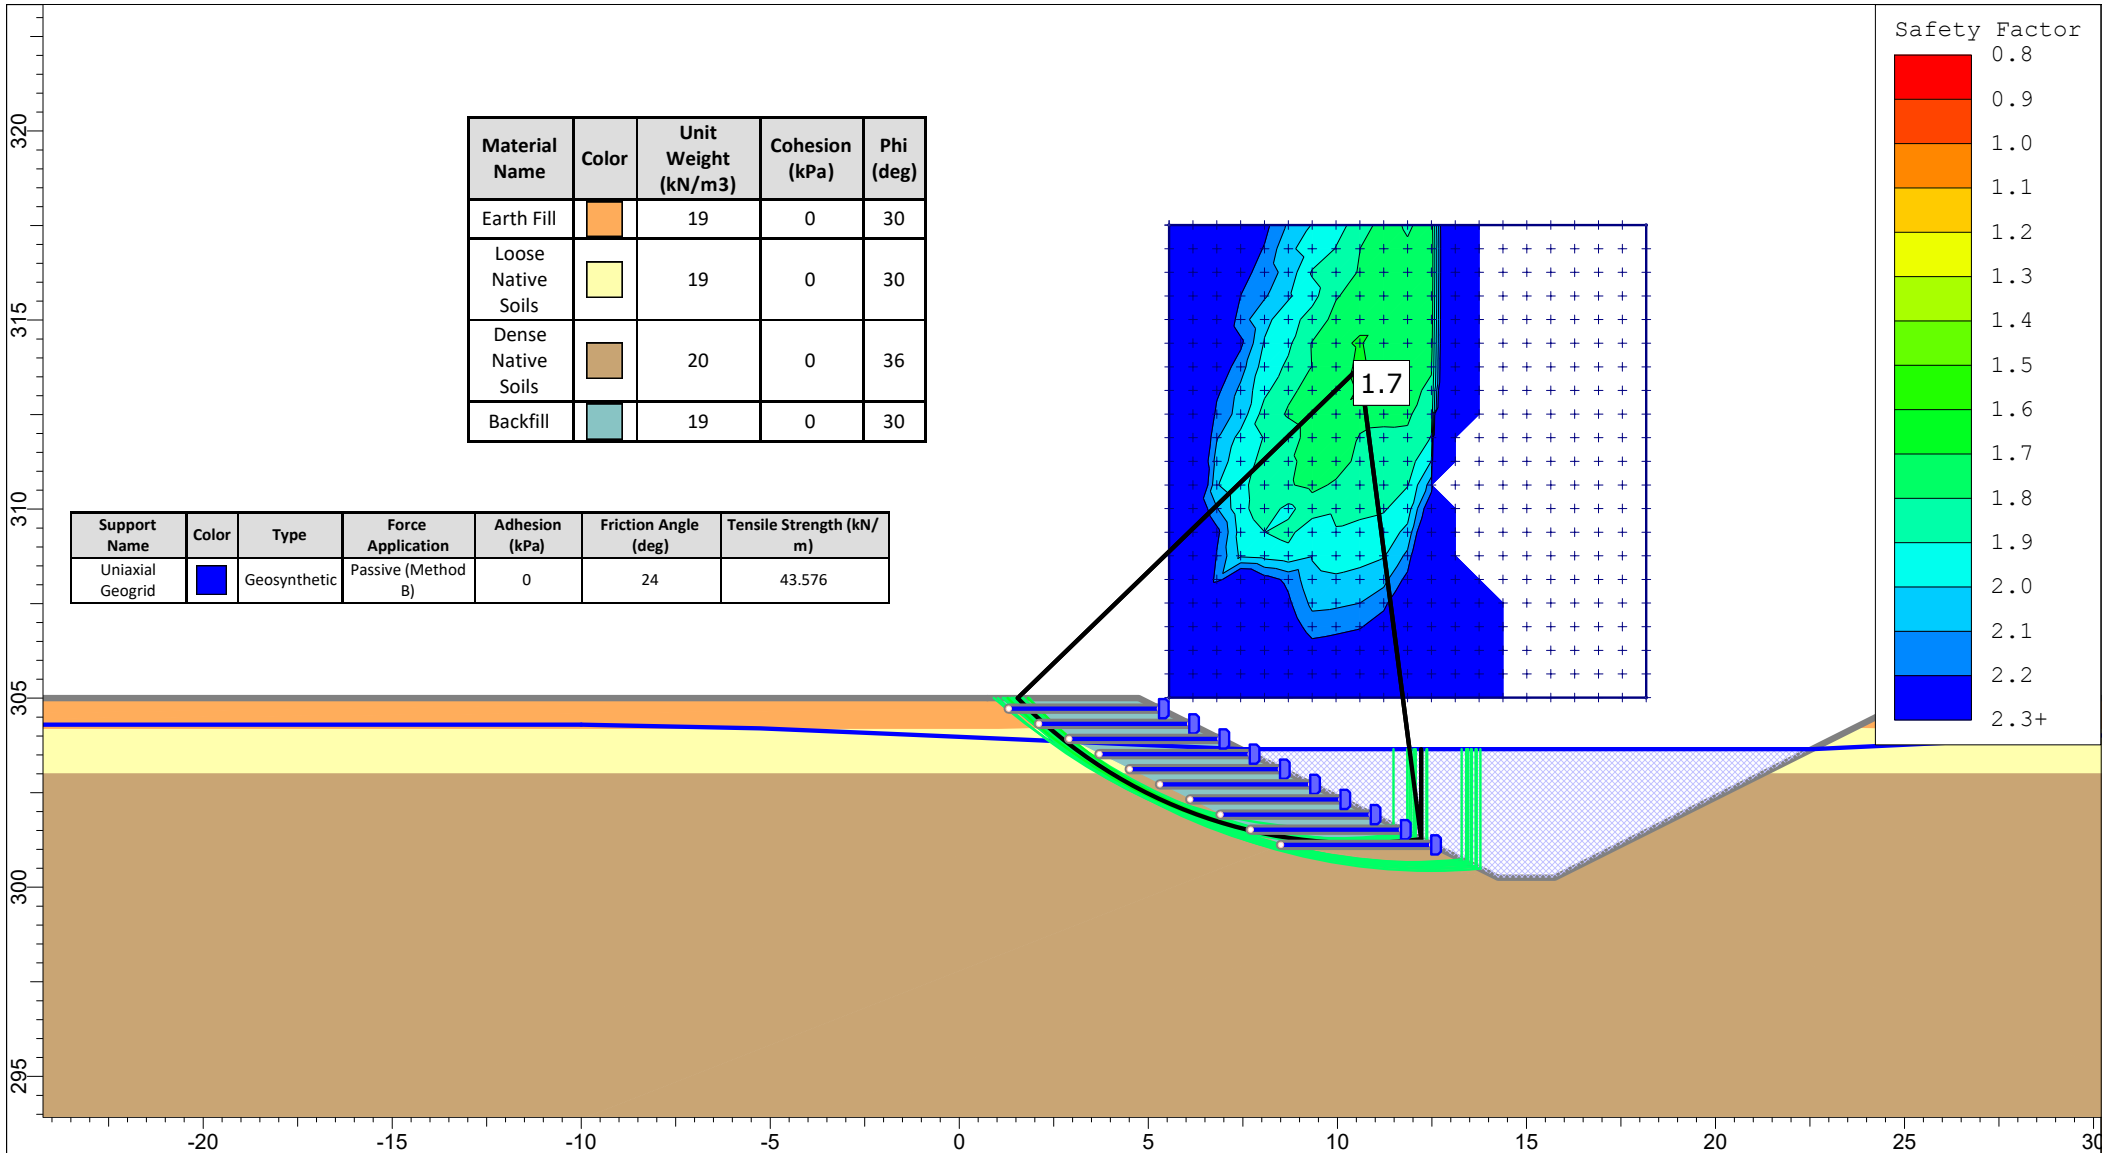 Safety Factor
0.8
0.9
1.0
1.1
1.2
1.3
1.4
1.5
1.6
1.7
1.8
1.9
2.0
2.1
2.2
2.3+
320
315
310
305
300
295
Material Name Color Unit Weight (kN/m3) Cohesion (kPa) Phi (deg)
Earth Fill 19 0 30
Loose Native Soils 19 0 30
Dense Native Soils 20 0 36
Backfill 19 0 30
Support Name Color Type Force Application Adhesion (kPa) Friction Angle (deg) Tensile Strength (kN/m)
Uniaxial Geogrid Geosynthetic Passive (Method B) 0 24 43.576
1.7
-20 -15 -10 -5 0 5 10 15 20 25 30